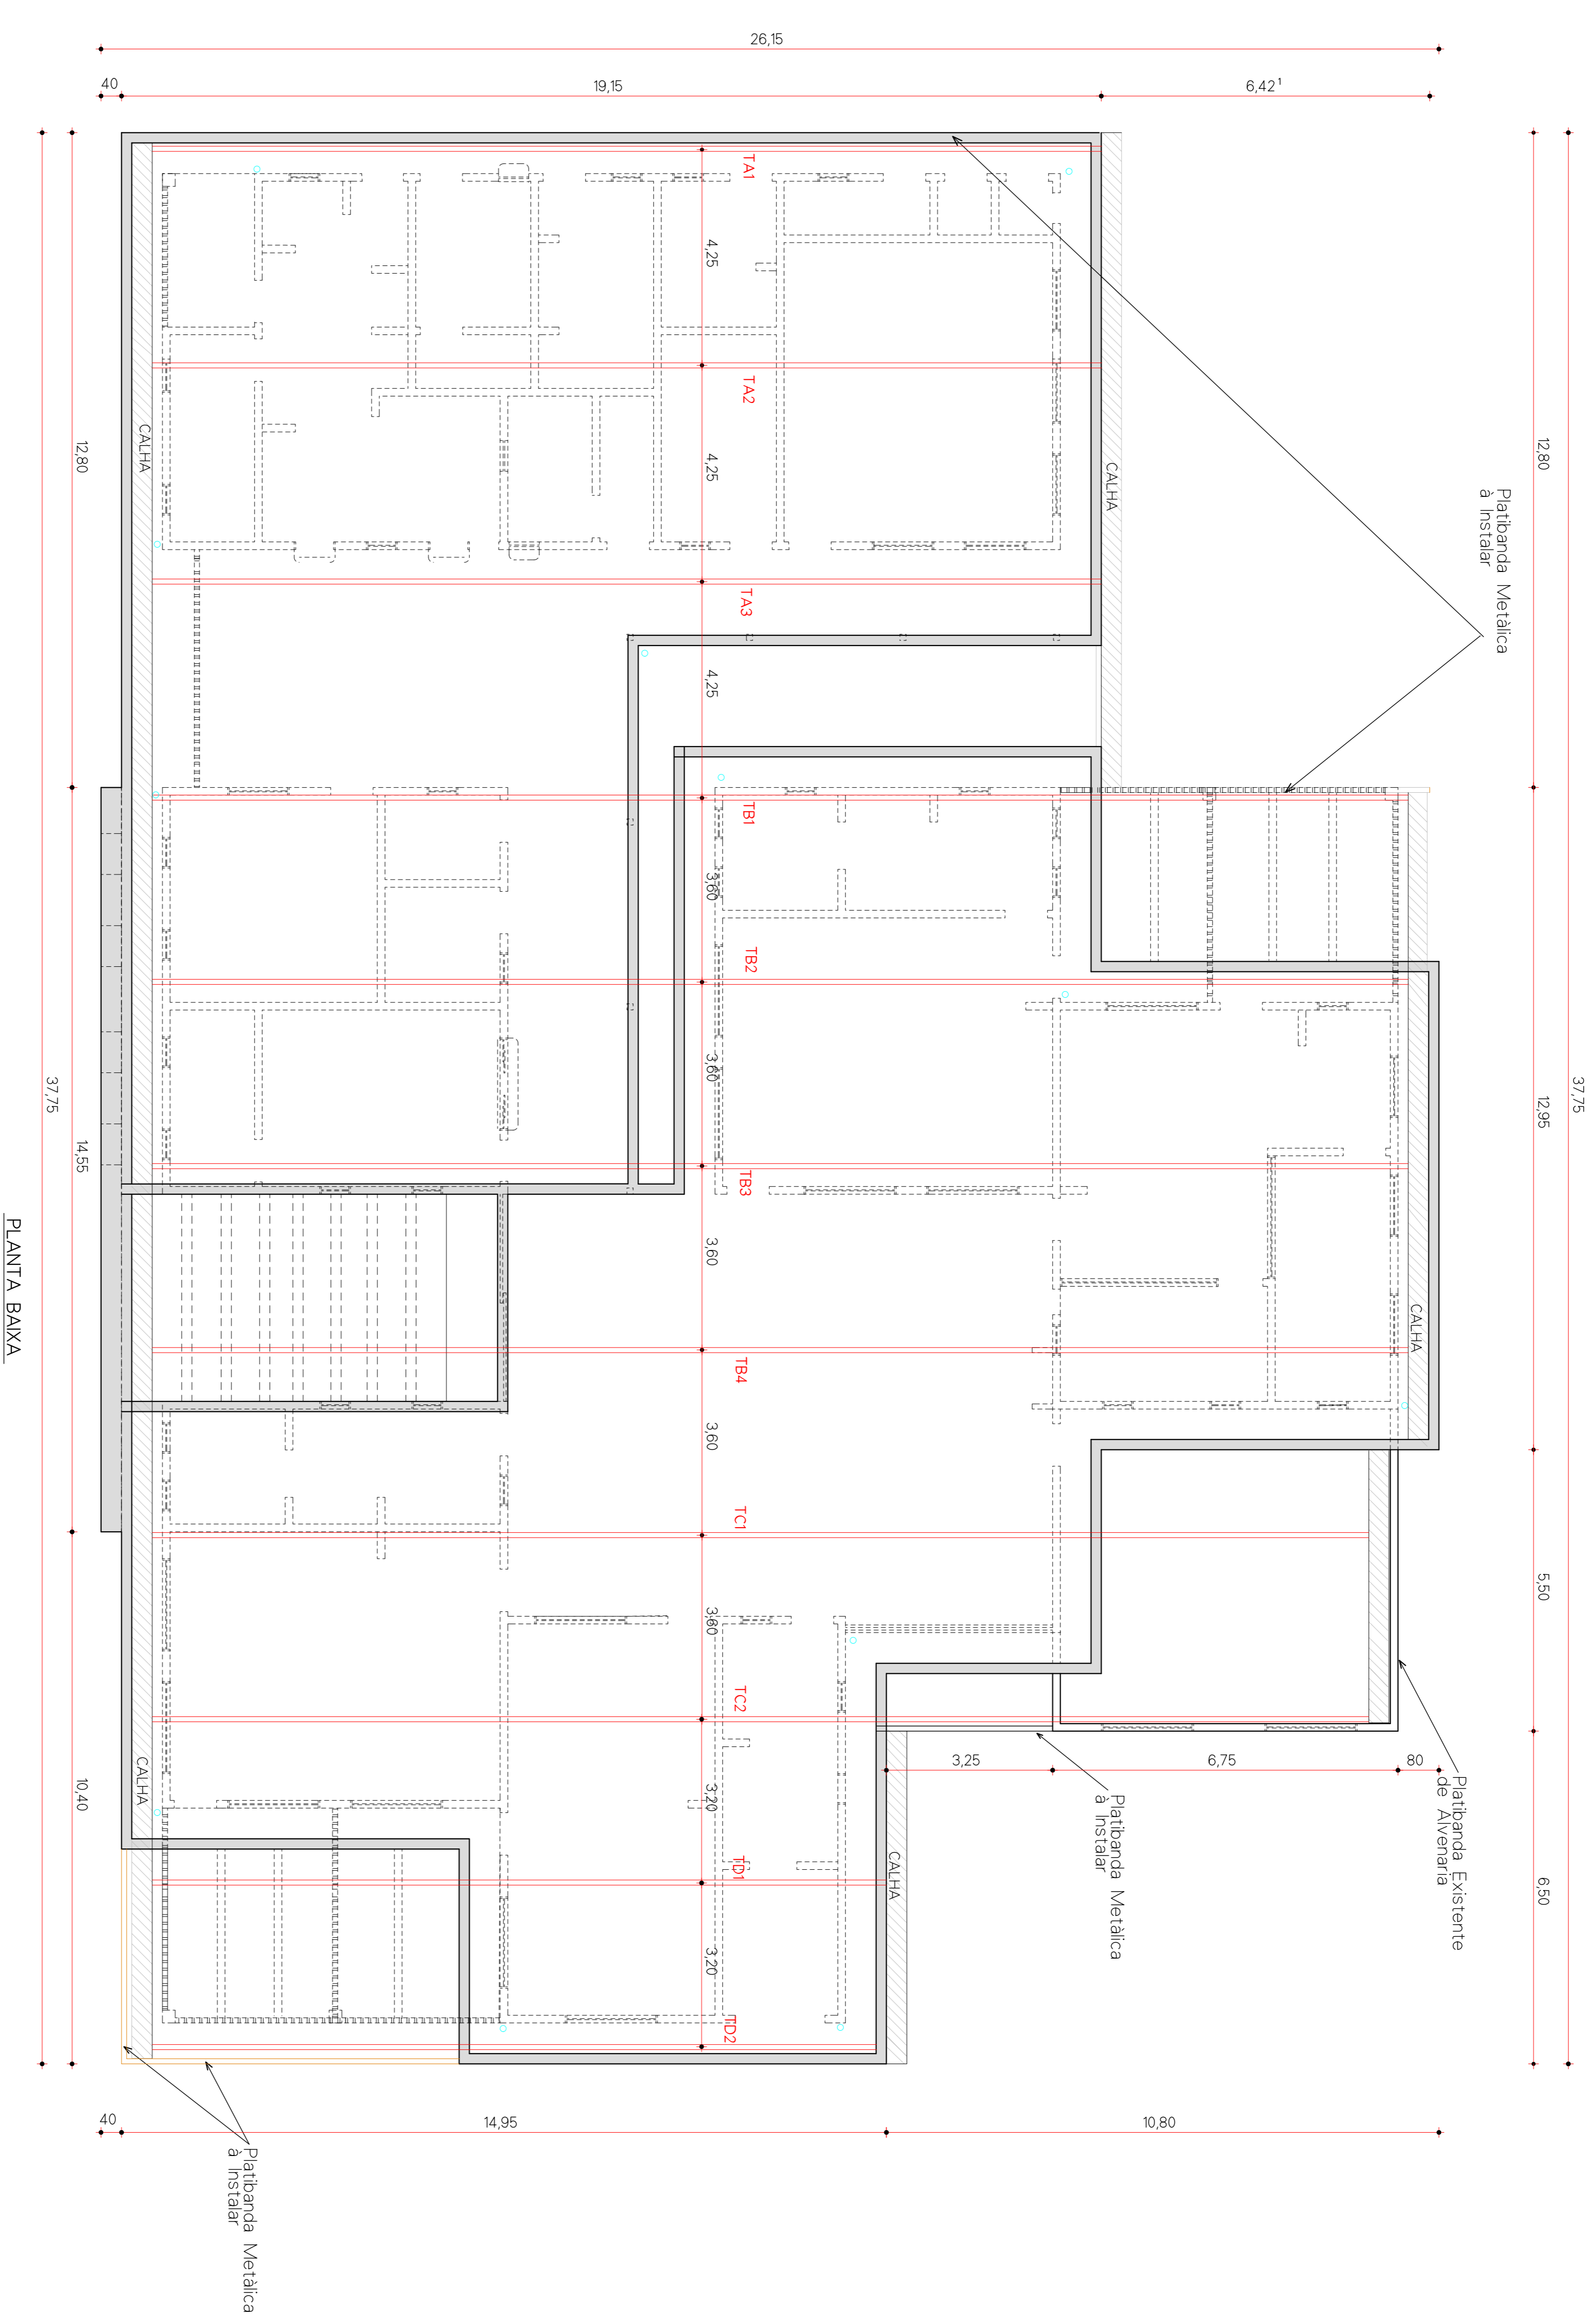 26,15
40
19,15
6,42¹
TA1
4,25
TA2
4,25
TA3
4,25
TB1
3,60
TB2
3,60
TB3
3,60
TB4
3,60
TC1
3,60
TC2
3,20
TD1
3,20
TD2
CALHA
CALHA
CALHA
CALHA
CALHA
Platibanda Metàlica
à Instalar
12,80
12,95
5,50
6,50
37,75
12,80
14,55
10,40
37,75
PLANTA BAIXA
3,25
6,75
80
Platibanda Existente
de Alvenaria
Platibanda Metàlica
à Instalar
40
14,95
10,80
Platibanda Metàlica
à Instalar